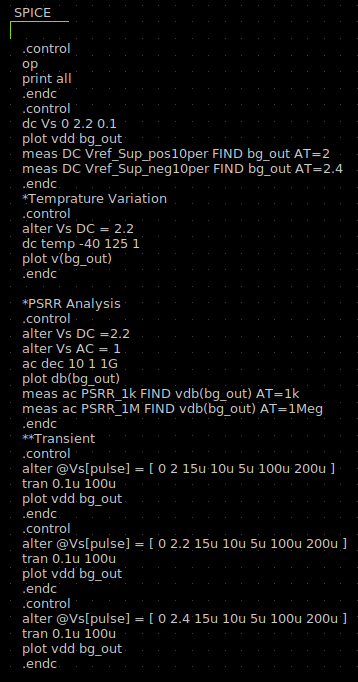 SPICE
.control
op
print all
.endc
.control
dc Vs 0 2.2 0.1
plot vdd bg_out
meas DC Vref_Sup_pos10per FIND bg_out AT=2
meas DC Vref_Sup_neg10per FIND bg_out AT=2.4
.endc
*Temprature Variation
.control
alter Vs DC = 2.2
dc temp -40 125 1
plot v(bg_out)
.endc
*PSRR Analysis
.control
alter Vs DC =2.2
alter Vs AC = 1
ac dec 10 1 1G
plot db(bg_out)
meas ac PSRR_1k FIND vdb(bg_out) AT=1k
meas ac PSRR_1M FIND vdb(bg_out) AT=1Meg
.endc
**Transient
.control
alter @Vs[pulse] = [ 0 2 15u 10u 5u 100u 200u ]
tran 0.1u 100u
plot vdd bg_out
.endc
.control
alter @Vs[pulse] = [ 0 2.2 15u 10u 5u 100u 200u ]
tran 0.1u 100u
plot vdd bg_out
.endc
.control
alter @Vs[pulse] = [ 0 2.4 15u 10u 5u 100u 200u ]
tran 0.1u 100u
plot vdd bg_out
.endc